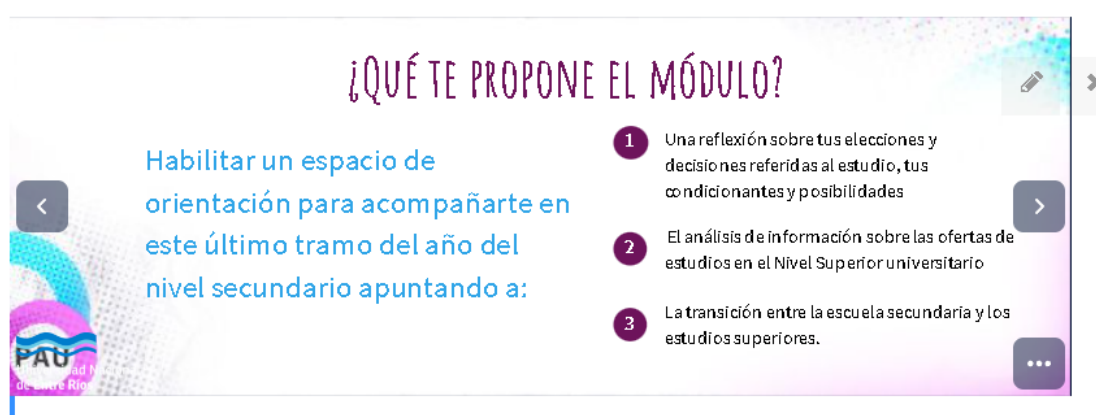 ¿QUÉ TE PROPONE EL MÓDULO?
Habilitar un espacio de
orientación para acompañarte en
este último tramo del año del
nivel secundario apuntando a:
1
Una reflexión sobre tus elecciones y
decisiones referidas al estudio, tus
condicionantes y posibilidades
2
El análisis de información sobre las ofertas de
estudios en el Nivel Superior universitario
3
La transición entre la escuela secundaria y los
estudios superiores.
PAU
de Entre Ríos